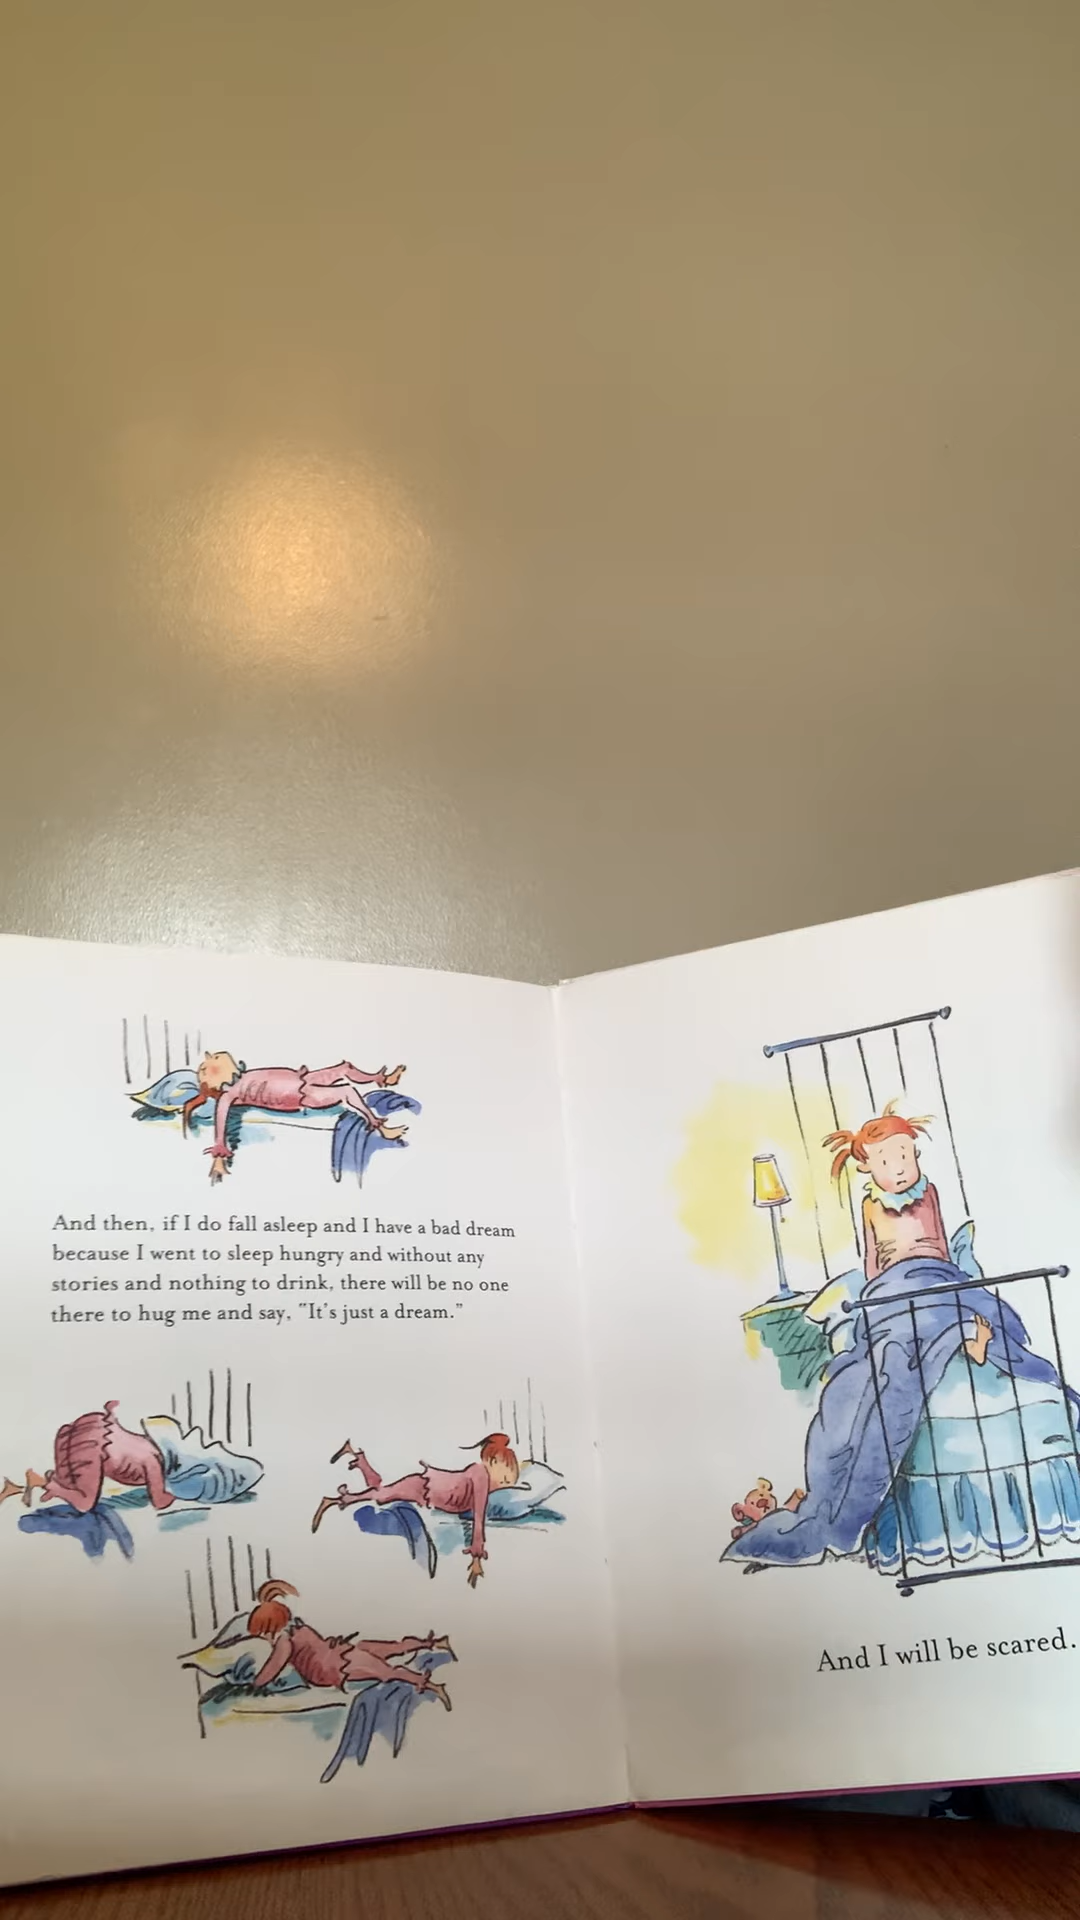 And then, if I do fall asleep and I have a bad dream
because I went to sleep hungry and without any
stories and nothing to drink, there will be no one
there to hug me and say, "It's just a dream."
And I will be scared.